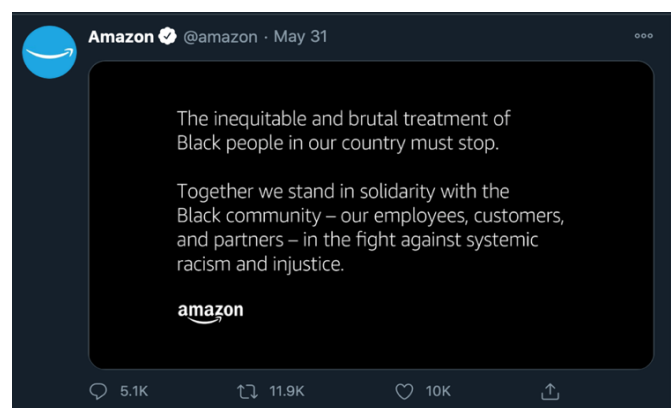 Amazon @amazon · May 31
The inequitable and brutal treatment of
Black people in our country must stop.
Together we stand in solidarity with the
Black community – our employees, customers,
and partners – in the fight against systemic
racism and injustice.
amazon
5.1K 11.9K 10K